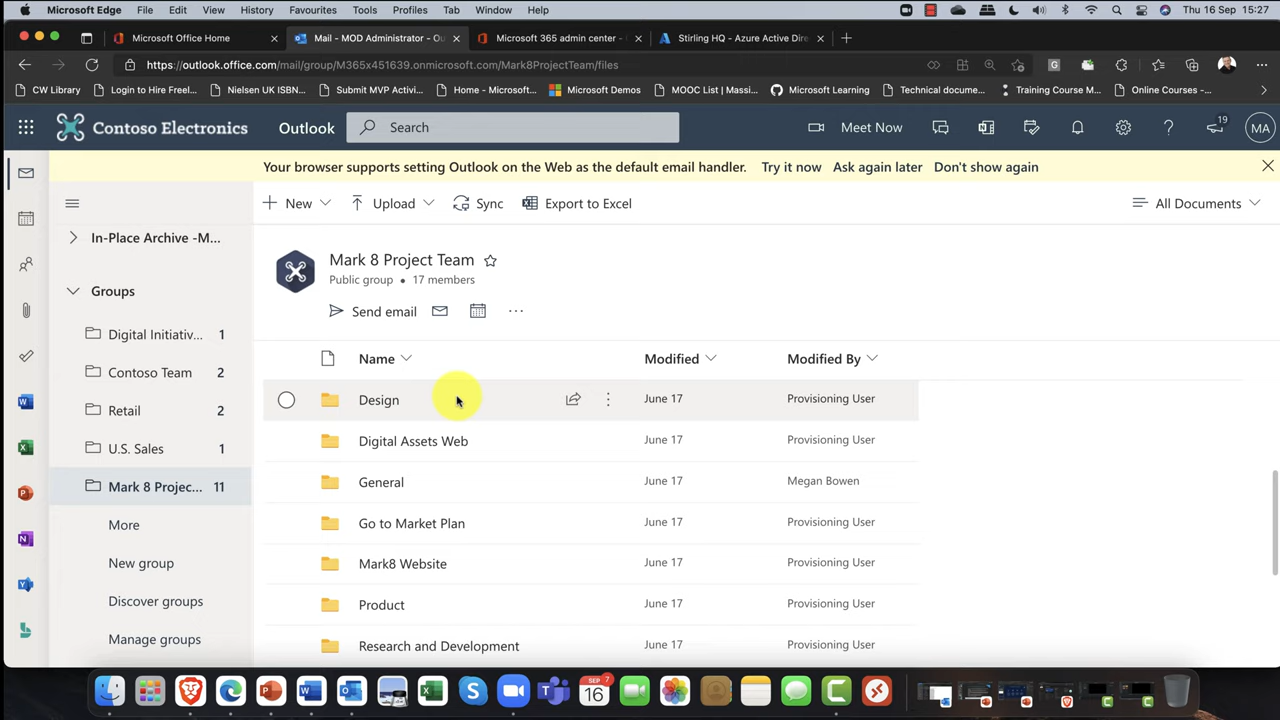 Microsoft Edge File Edit View History Favourites Tools Profiles Tab Window Help Thu 16 Sep 15:27
Microsoft Office Home Mail - MOD Administrator - Ou Microsoft 365 admin center - Stirling HQ - Azure Active Dire
https://outlook.office.com/mail/group/M365x451639.onmicrosoft.com/Mark8ProjectTeam/files
CW Library Login to Hire Freel... Nielsen UK ISBN... Submit MVP Activi... Home - Microsoft... Microsoft Demos MOOC List | Massi... Microsoft Learning Technical docume... Training Course M... Online Courses -...
Contoso Electronics Outlook Search Meet Now 19 MA
Your browser supports setting Outlook on the Web as the default email handler. Try it now Ask again later Don't show again
New Upload Sync Export to Excel All Documents
In-Place Archive -M...
Mark 8 Project Team
Public group • 17 members
Groups
Send email
Digital Initiativ... 1
Name Modified Modified By
Contoso Team 2
Design June 17 Provisioning User
Retail 2
Digital Assets Web June 17 Provisioning User
U.S. Sales 1
General June 17 Megan Bowen
Mark 8 Projec... 11
Go to Market Plan June 17 Provisioning User
More
Mark8 Website June 17 Provisioning User
New group
Product June 17 Provisioning User
Discover groups
Research and Development June 17 Provisioning User
Manage groups
SEP 7
16